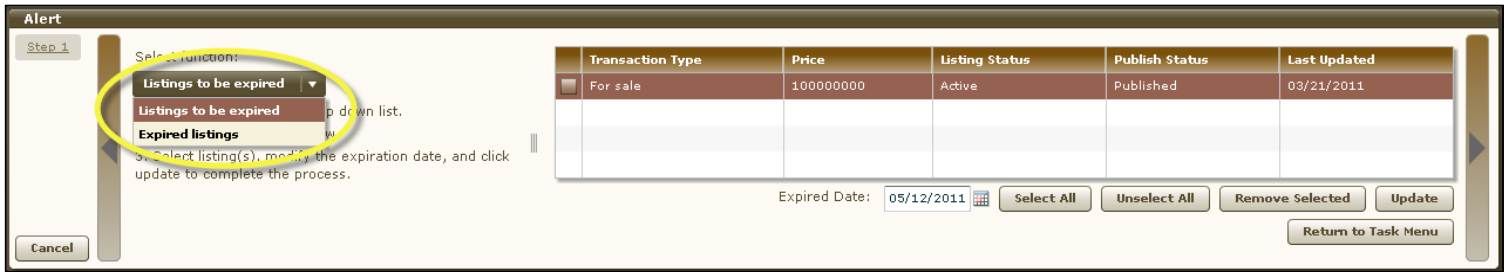 Alert
Step 1
Select function:
Listings to be expired
Listings to be expired
Expired listings
p down list.
3. Select listing(s), modify the expiration date, and click
update to complete the process.
Cancel
Transaction Type Price Listing Status Publish Status Last Updated
For sale 100000000 Active Published 03/21/2011
Expired Date: 05/12/2011 Select All Unselect All Remove Selected Update
Return to Task Menu